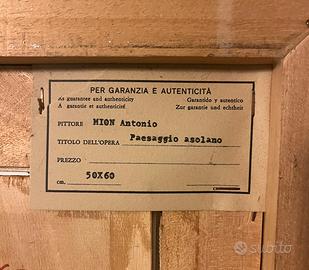 PER GARANZIA E AUTENTICITÀ
As guarantee and authenticity Garantido y autentico
A garantie et authenticité Zur garantie und echtheit
PITTORE MION Antonio
TITOLO DELL'OPERA Paesaggio asolano
PREZZO
cm. 50X60
subito